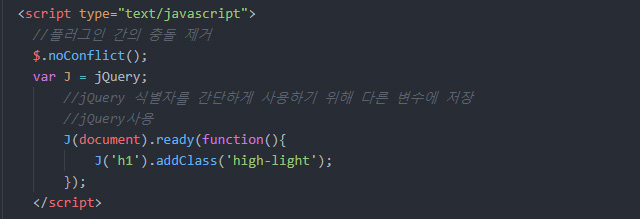 <script type="text/javascript">
//플러그인 간의 충돌 제거
$.noConflict();
var J = jQuery;
//jQuery 식별자를 간단하게 사용하기 위해 다른 변수에 저장
//jQuery사용
J(document).ready(function(){
J('h1').addClass('high-light');
});
</script>